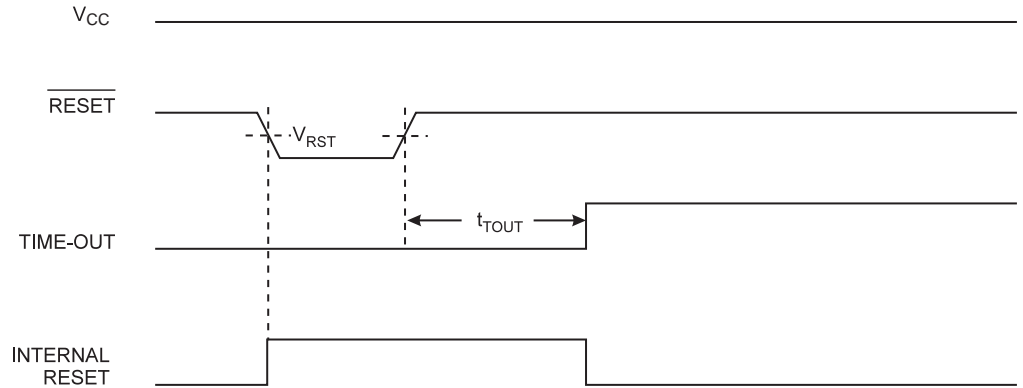 VCC
RESET
VRST
tTOUT
TIME-OUT
INTERNAL
RESET